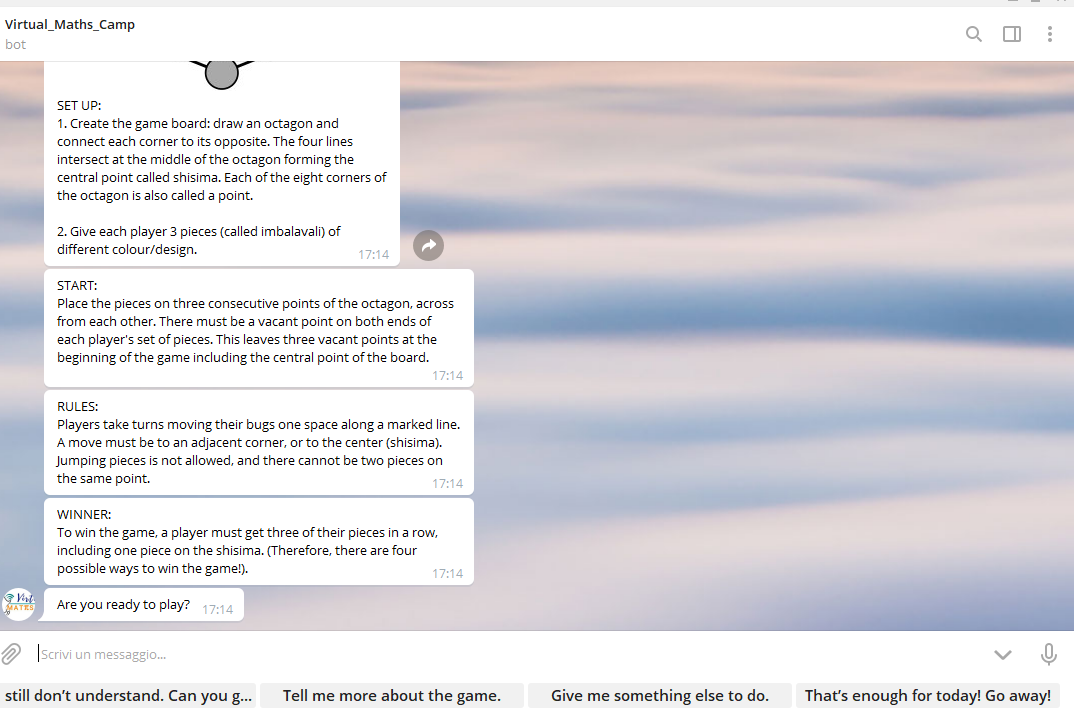 Virtual_Maths_Camp
bot
SET UP:
1. Create the game board: draw an octagon and
connect each corner to its opposite. The four lines
intersect at the middle of the octagon forming the
central point called shisima. Each of the eight corners of
the octagon is also called a point.
2. Give each player 3 pieces (called imbalavali) of
different colour/design.
17:14
START:
Place the pieces on three consecutive points of the octagon, across
from each other. There must be a vacant point on both ends of
each player's set of pieces. This leaves three vacant points at the
beginning of the game including the central point of the board.
17:14
RULES:
Players take turns moving their bugs one space along a marked line.
A move must be to an adjacent corner, or to the center (shisima).
Jumping pieces is not allowed, and there cannot be two pieces on
the same point.
17:14
WINNER:
To win the game, a player must get three of their pieces in a row,
including one piece on the shisima. (Therefore, there are four
possible ways to win the game!).
17:14
Are you ready to play?
17:14
Scrivi un messaggio...
still don’t understand. Can you g...
Tell me more about the game.
Give me something else to do.
That’s enough for today! Go away!